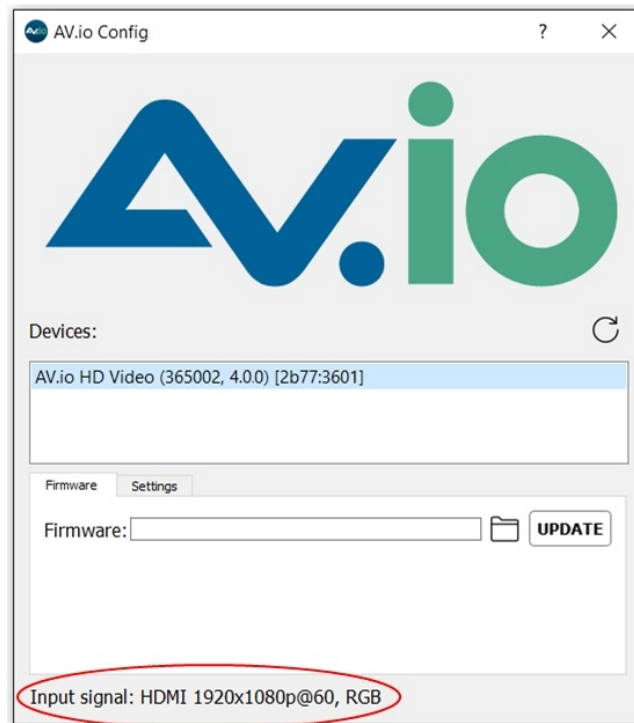 AV.io Config ?
AV.io
Devices:
AV.io HD Video (365002, 4.0.0) [2b77:3601]
Firmware Settings
Firmware: UPDATE
Input signal: HDMI 1920x1080p@60, RGB